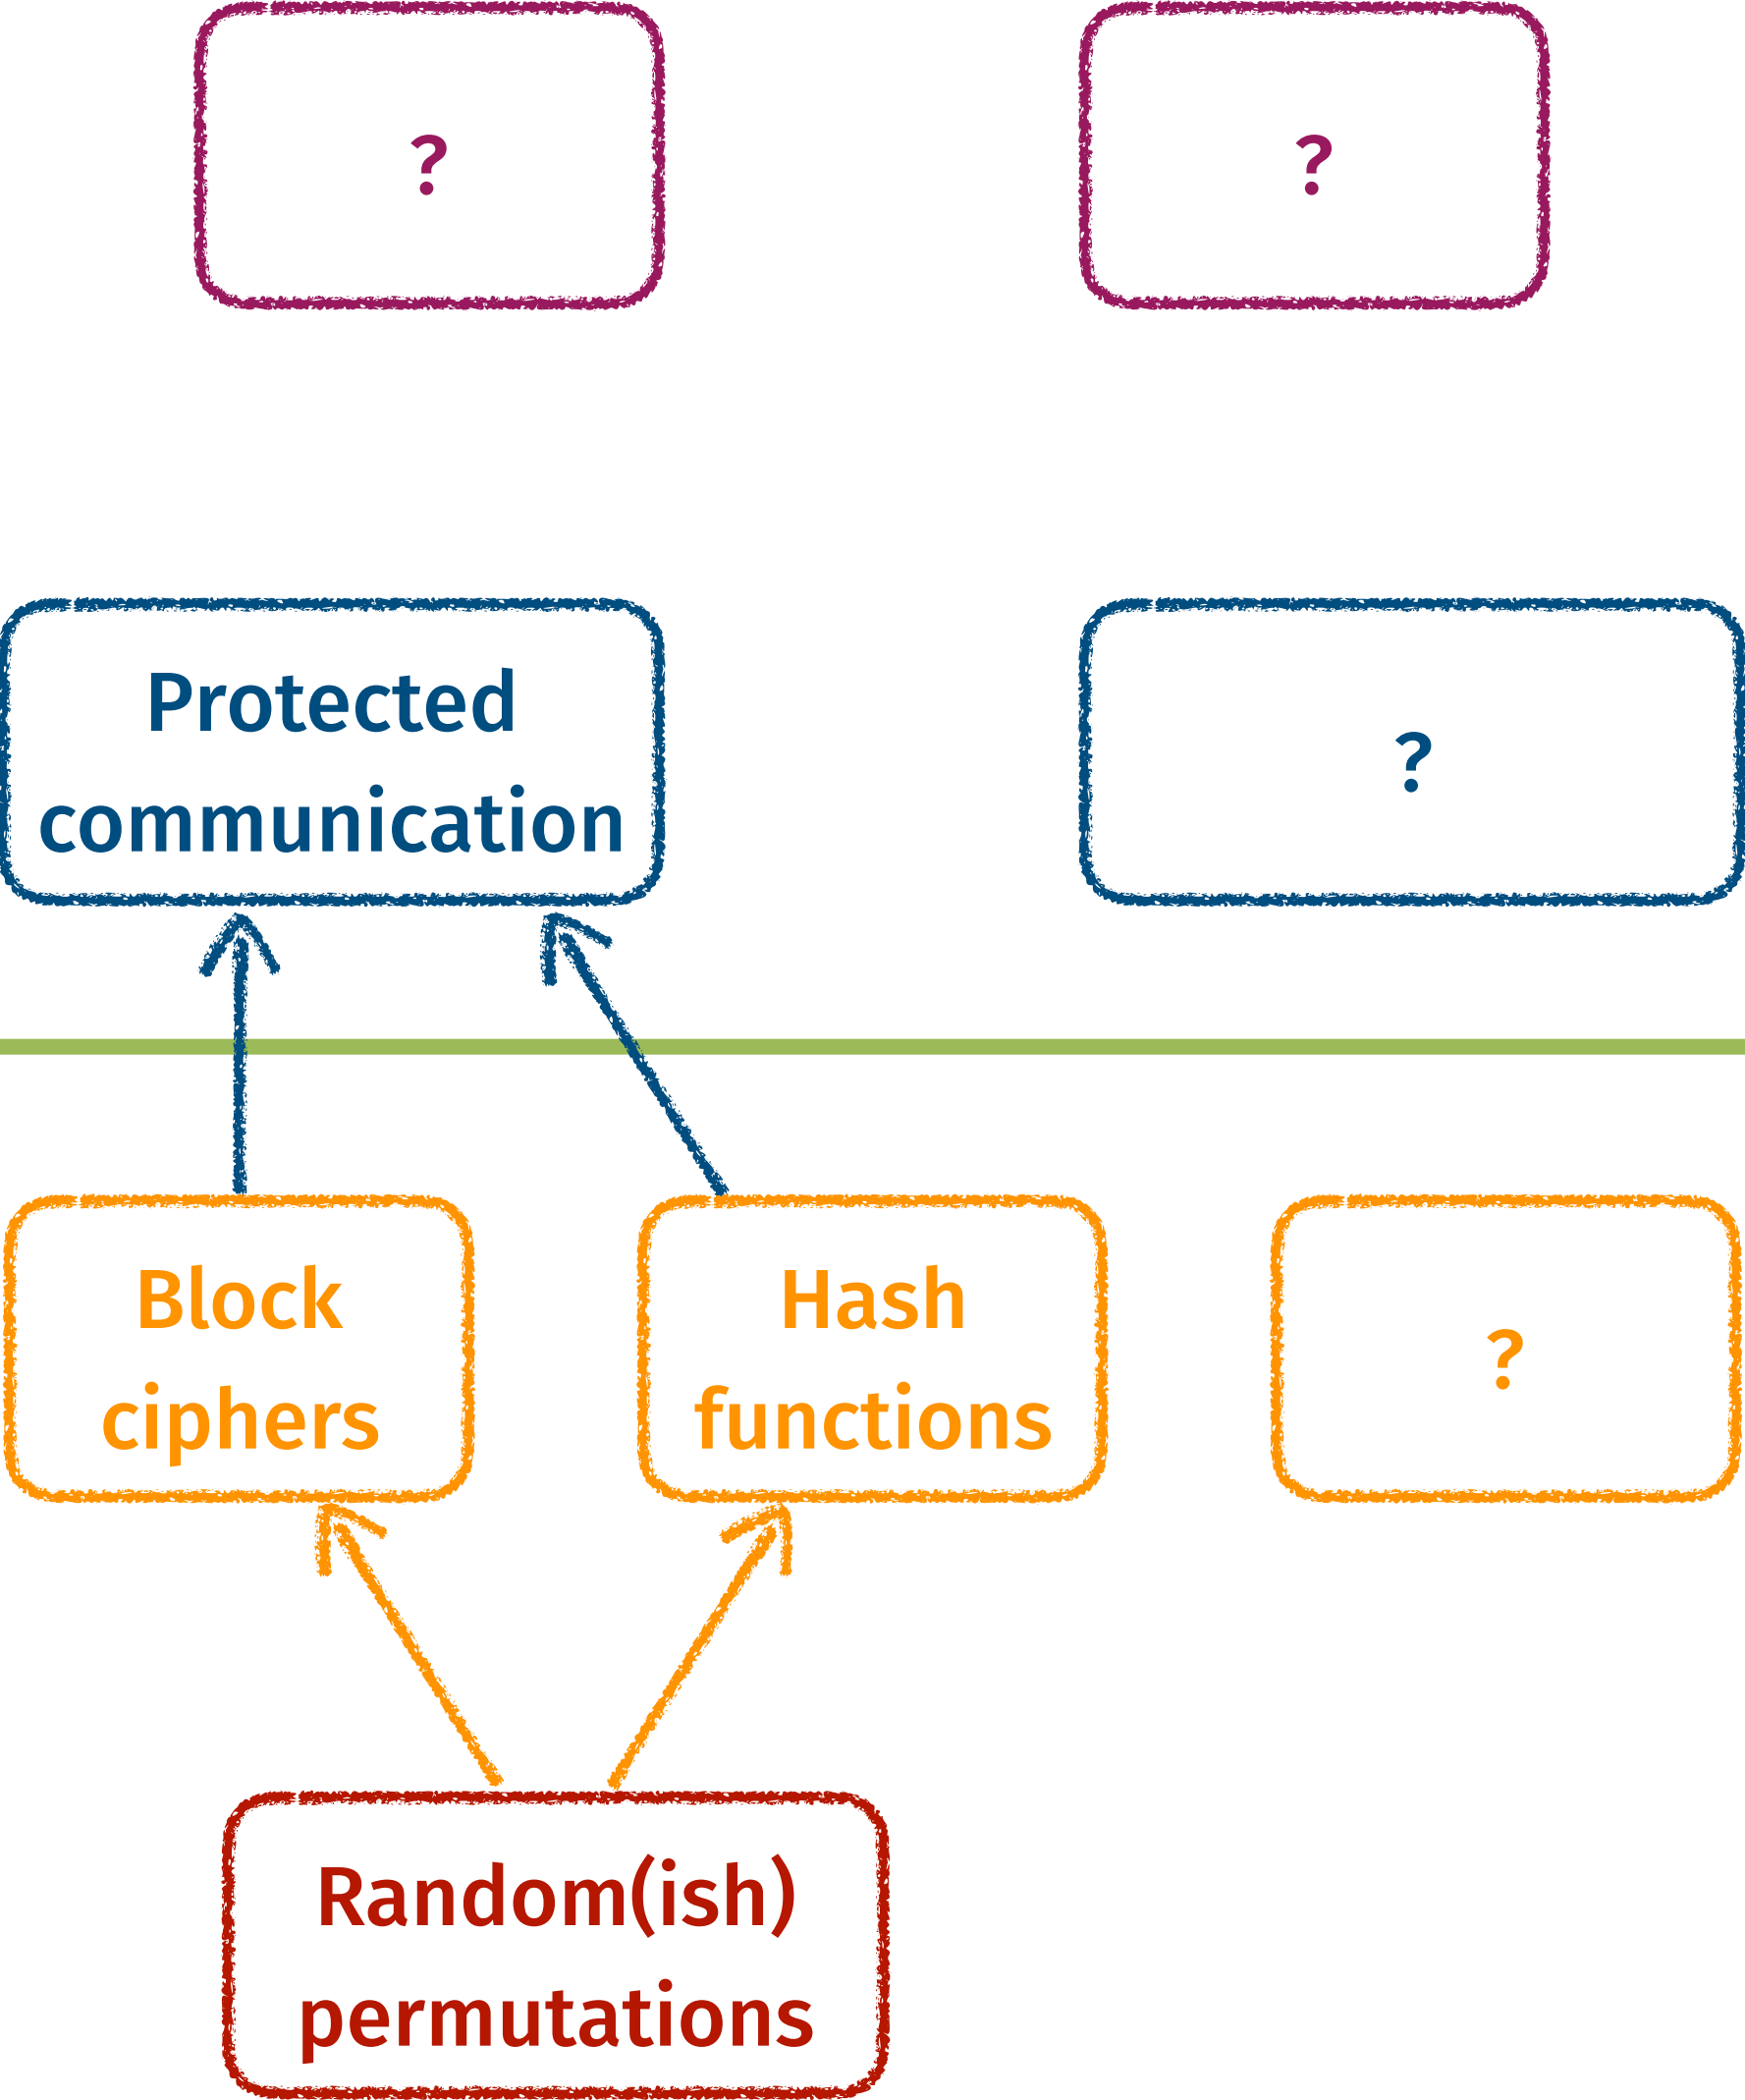 ?
?
Protected
communication
?
Block
ciphers
Hash
functions
?
Random(ish)
permutations